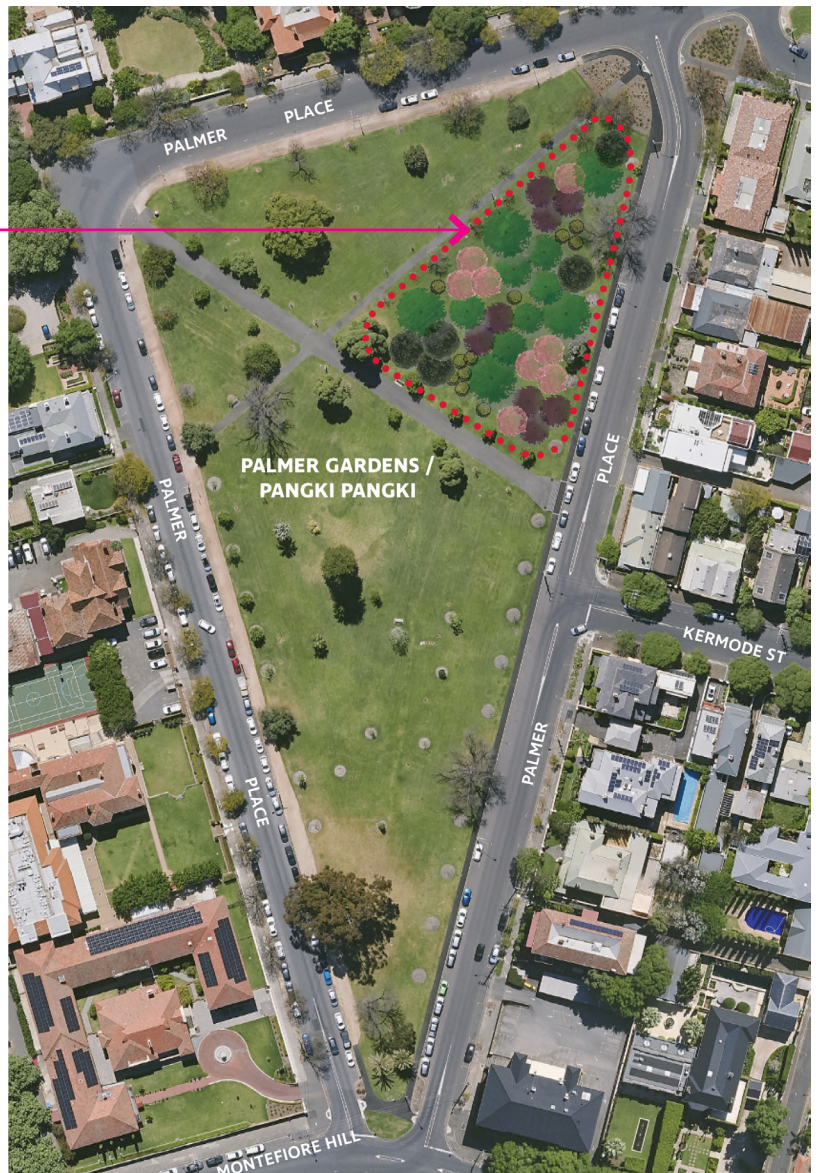 PALMER PLACE
PALMER GARDENS /
PANGKI PANGKI
PALMER
PLACE
PLACE
PALMER
KERMODE ST
MONTEFIORE HILL